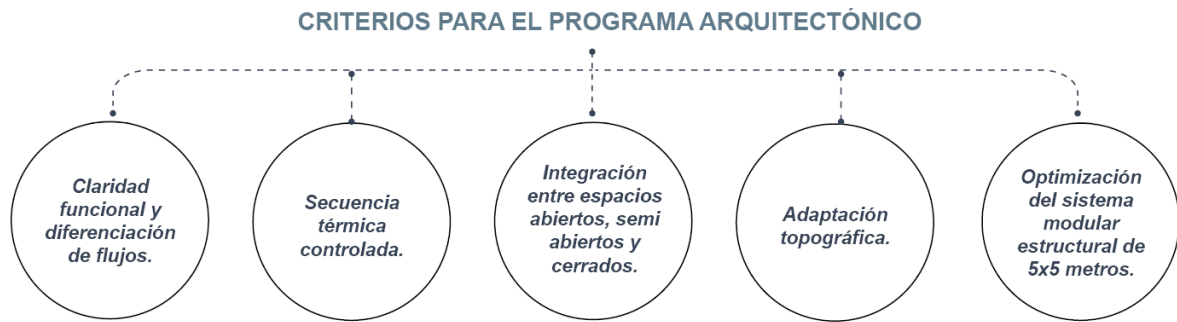 CRITERIOS PARA EL PROGRAMA ARQUITECTÓNICO
Claridad
funcional y
diferenciación
de flujos.
Secuencia
térmica
controlada.
Integración
entre espacios
abiertos, semi
abiertos y
cerrados.
Adaptación
topográfica.
Optimización
del sistema
modular
estructural de
5x5 metros.